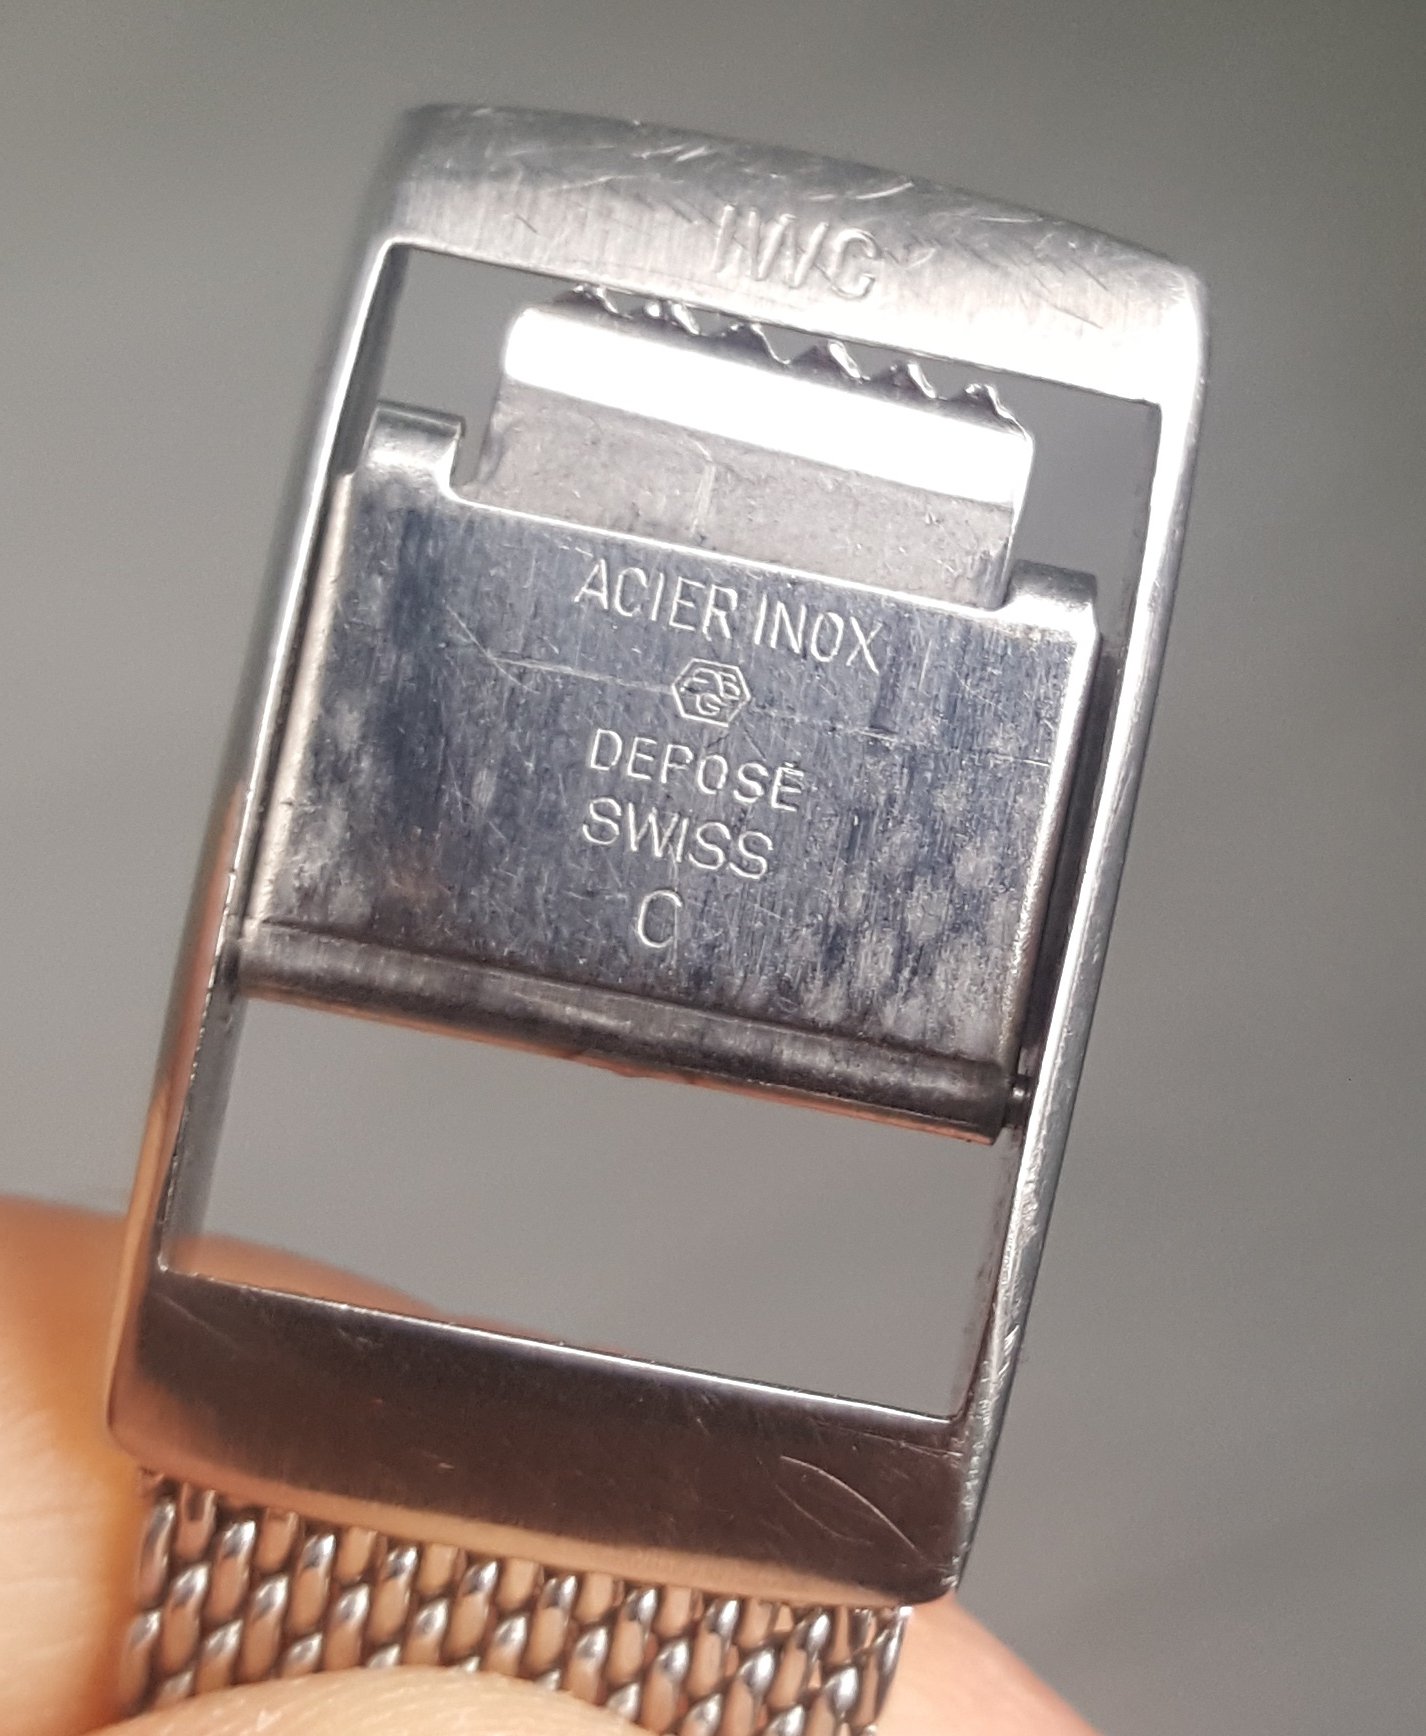 IWC
ACIER INOX
DEPOSÉ
SWISS
C